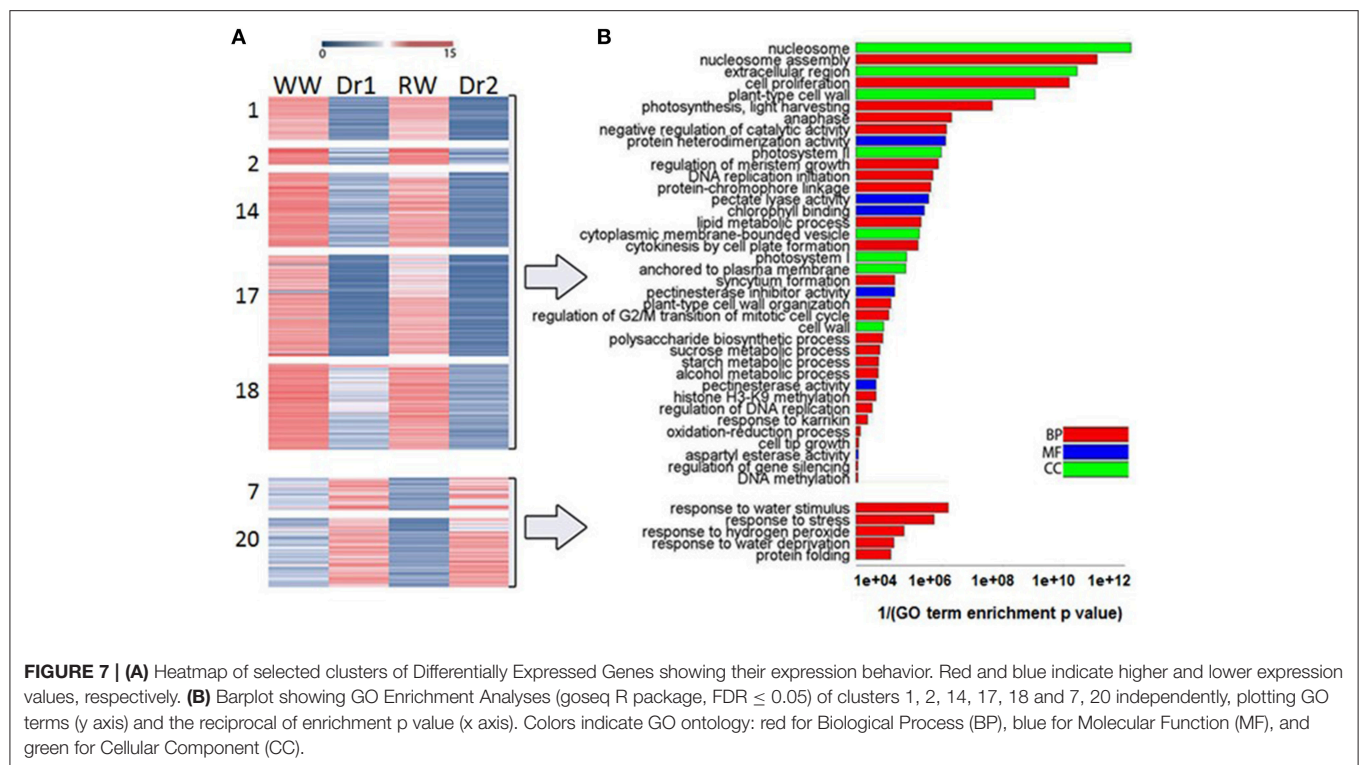 A
0 15
WW Dr1 RW Dr2
1
2
14
17
18
7
20
B
nucleosome
nucleosome assembly
extracellular region
cell proliferation
plant-type cell wall
photosynthesis, light harvesting
anaphase
negative regulation of catalytic activity
protein heterodimerization activity
photosystem II
regulation of meristem growth
DNA replication initiation
protein-chromophore linkage
pectate lyase activity
chlorophyll binding
lipid metabolic process
cytoplasmic membrane-bounded vesicle
cytokinesis by cell plate formation
photosystem I
anchored to plasma membrane
syncytium formation
pectinesterase inhibitor activity
plant-type cell wall organization
regulation of G2/M transition of mitotic cell cycle
cell wall
polysaccharide biosynthetic process
sucrose metabolic process
starch metabolic process
alcohol metabolic process
pectinesterase activity
histone H3-K9 methylation
regulation of DNA replication
response to karrikin
oxidation-reduction process
cell tip growth
aspartyl esterase activity
regulation of gene silencing
DNA methylation
BP
MF
CC
response to water stimulus
response to stress
response to hydrogen peroxide
response to water deprivation
protein folding
1e+04 1e+06 1e+08 1e+10 1e+12
1/(GO term enrichment p value)
FIGURE 7 | (A) Heatmap of selected clusters of Differentially Expressed Genes showing their expression behavior. Red and blue indicate higher and lower expression
values, respectively. (B) Barplot showing GO Enrichment Analyses (goseq R package, FDR ≤ 0.05) of clusters 1, 2, 14, 17, 18 and 7, 20 independently, plotting GO
terms (y axis) and the reciprocal of enrichment p value (x axis). Colors indicate GO ontology: red for Biological Process (BP), blue for Molecular Function (MF), and
green for Cellular Component (CC).